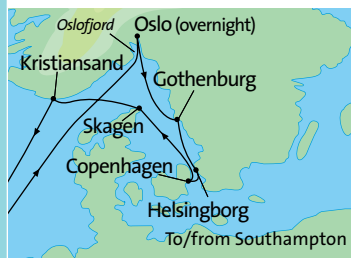 Oslofjord
Oslo (overnight)
Kristiansand
Gothenburg
Skagen
Copenhagen
Helsingborg
To/from Southampton